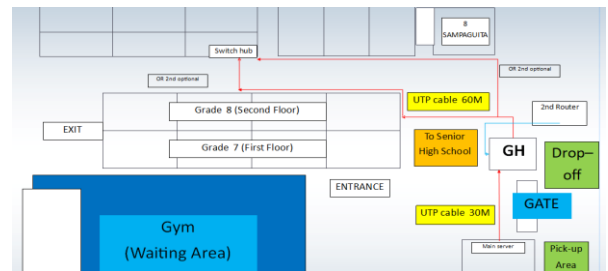 8
SAMPAGUITA
Switch hub
OR 2nd optional
OR 2nd optional
UTP cable 60M
2nd Router
Grade 8 (Second Floor)
EXIT
Grade 7 (First Floor)
To Senior
High School
GH
Drop–
off
ENTRANCE
GATE
UTP cable 30M
Gym
(Waiting Area)
Main server
Pick-up
Area